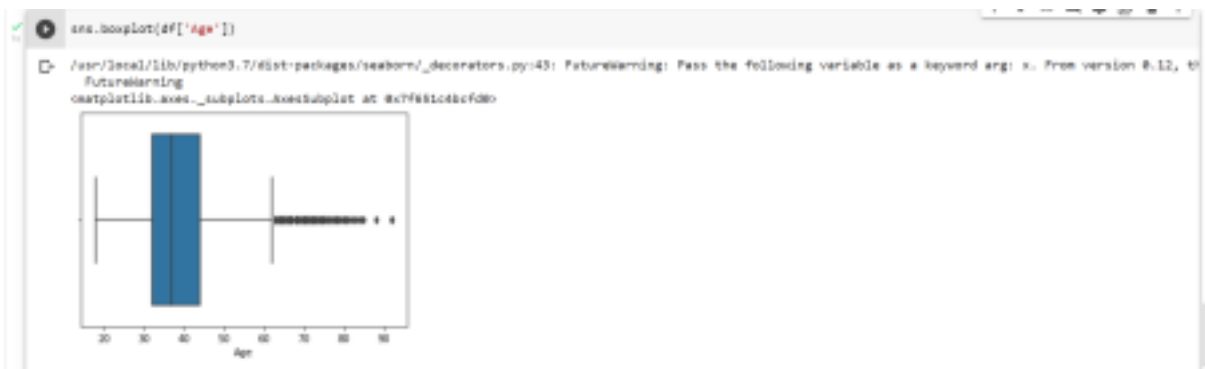 sns.boxplot(df['Age'])
/usr/local/lib/python3.7/dist-packages/seaborn/_decorators.py:43: FutureWarning: Pass the following variable as a keyword arg: x. From version 0.12, th
FutureWarning
<matplotlib.axes._subplots.AxesSubplot at
20 30 40 50 60 70 80 90
Age